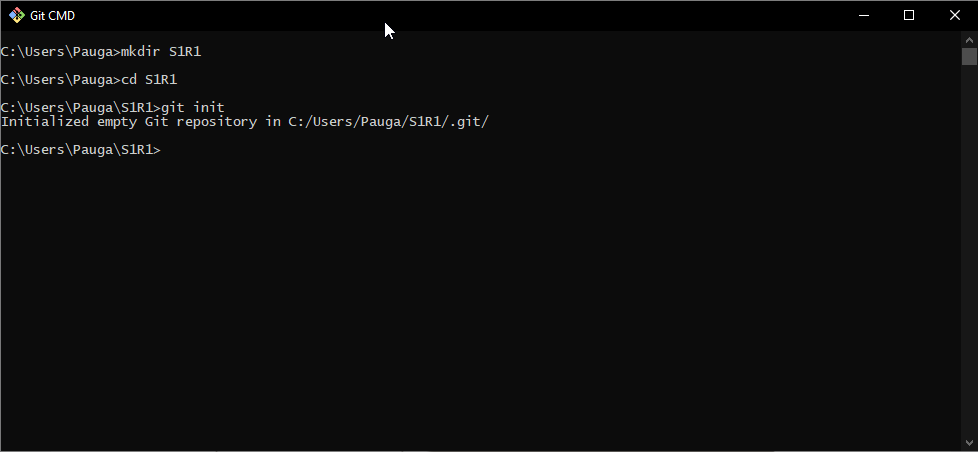 Git CMD
C:\Users\Pauga>mkdir S1R1
C:\Users\Pauga>cd S1R1
C:\Users\Pauga\S1R1>git init
Initialized empty Git repository in C:/Users/Pauga/S1R1/.git/
C:\Users\Pauga\S1R1>